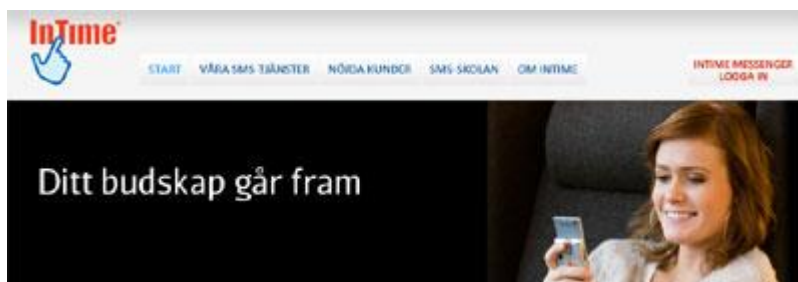 InTime
START VÅRA SMS TJÄNSTER NÖJDA KUNDER SMS-SKOLAN OM INTIME
INTIME MESSENGER
LOGGA IN
Ditt budskap går fram